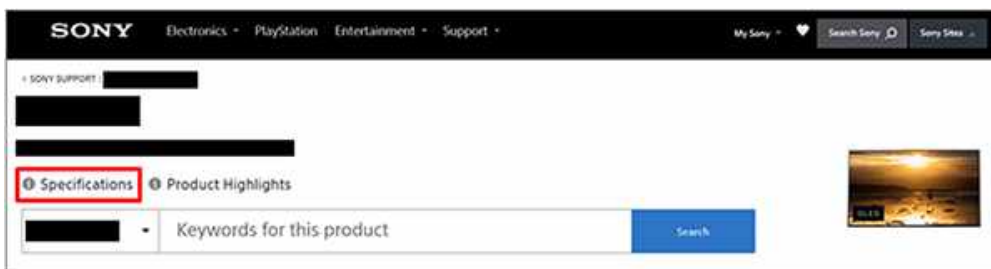 SONY Electronics PlayStation Entertainment Support My Sony Search Sony Sony Sites
< SONY SUPPORT :
Specifications Product Highlights
OLED
Keywords for this product Search